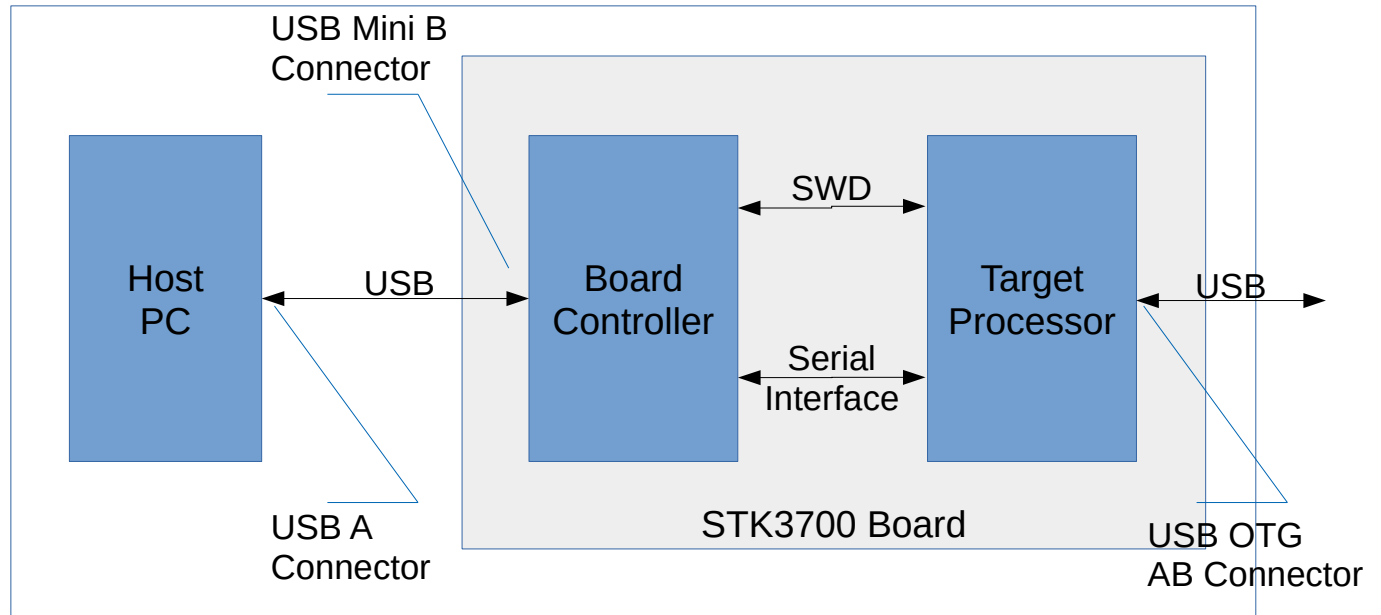 USB Mini B
Connector
Host
PC
USB
Board
Controller
SWD
Serial
Interface
Target
Processor
USB
STK3700 Board
USB A
Connector
USB OTG
AB Connector